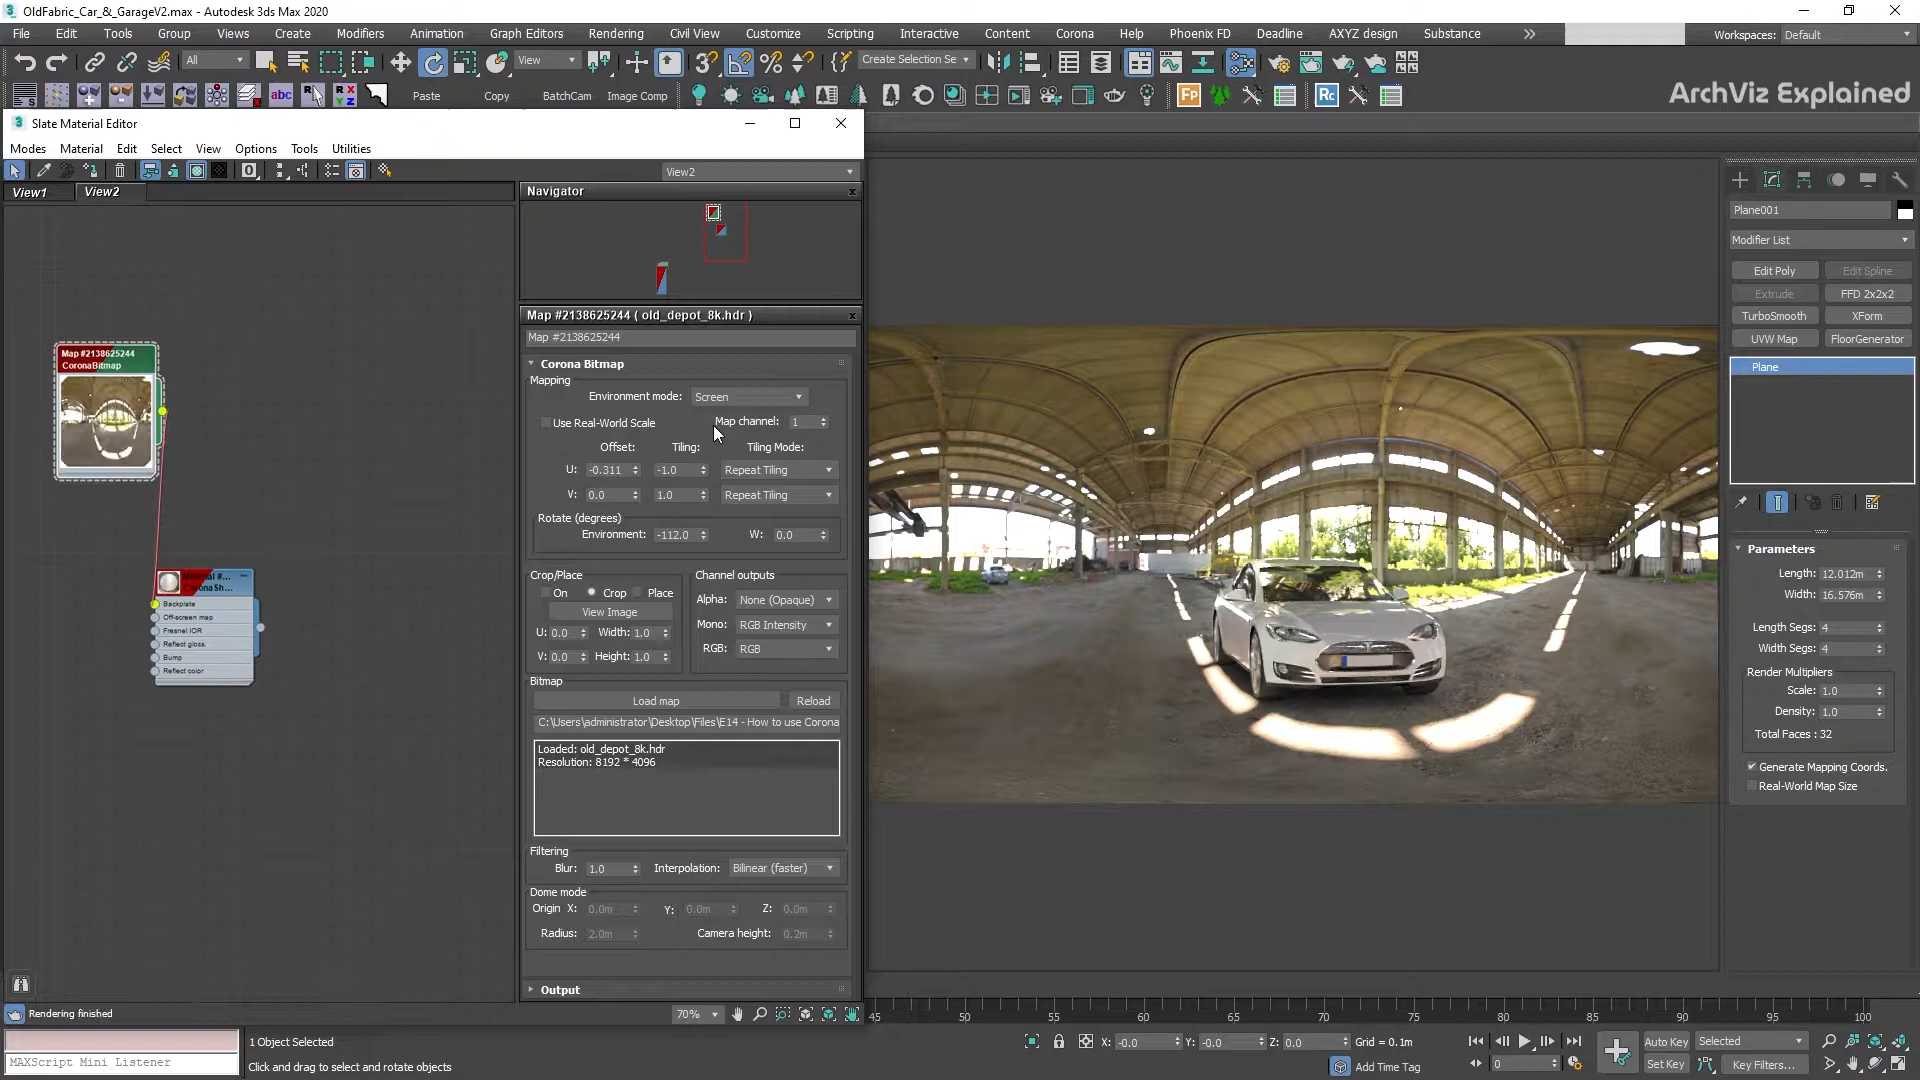 OldFabric_Car_&_GarageV2.max - Autodesk 3ds Max 2020
File Edit Tools Group Views Create Modifiers Animation Graph Editors Rendering Civil View Customize Scripting Interactive Content Corona Help Phoenix FD Deadline AXYZ design Substance Workspaces: Default
All View Create Selection Se
abc Paste Copy BatchCam Image Comp Fp Rc
ArchViz Explained
Slate Material Editor
Modes Material Edit Select View Options Tools Utilities
View2
View1 View2
Navigator
Map #2138625244 ( old_depot_8k.hdr )
Map #2138625244
Corona Bitmap
Mapping
Environment mode: Screen
Use Real-World Scale Map channel: 1
Offset: Tiling: Tiling Mode:
U: -0.311 -1.0 Repeat Tiling
V: 0.0 1.0 Repeat Tiling
Rotate (degrees)
Environment: -112.0 W: 0.0
Crop/Place
On Crop Place
View Image
U: 0.0 Width: 1.0
V: 0.0 Height: 1.0
Channel outputs
Alpha: None (Opaque)
Mono: RGB Intensity
RGB: RGB
Bitmap
Load map Reload
C:\Users\administrator\Desktop\Files\E14 - How to use Corona
Loaded: old_depot_8k.hdr
Resolution: 8192 * 4096
Filtering
Blur: 1.0 Interpolation: Bilinear (faster)
Dome mode
Origin X: 0.0m Y: 0.0m Z: 0.0m
Radius: 2.0m Camera height: 0.2m
Output
Map #2138625244
CoronaBitmap
CoronaSh...
Backplate
Off-screen map
Fresnel IOR
Reflect gloss.
Bump
Reflect color
Plane001
Modifier List
Edit Poly Edit Spline
Extrude FFD 2x2x2
TurboSmooth XForm
UVW Map FloorGenerator
Plane
Parameters
Length: 12.012m
Width: 16.576m
Length Segs: 4
Width Segs: 4
Render Multipliers
Scale: 1.0
Density: 1.0
Total Faces : 32
Generate Mapping Coords.
Real-World Map Size
Rendering finished
70%
45 50 55 60 65 70 75 80 85 90 95 100
1 Object Selected
X: -0.0 Y: -0.0 Z: 0.0 Grid = 0.1m
Auto Key Selected
MAXScript Mini Listener
Click and drag to select and rotate objects
Add Time Tag
0
Set Key Key Filters...